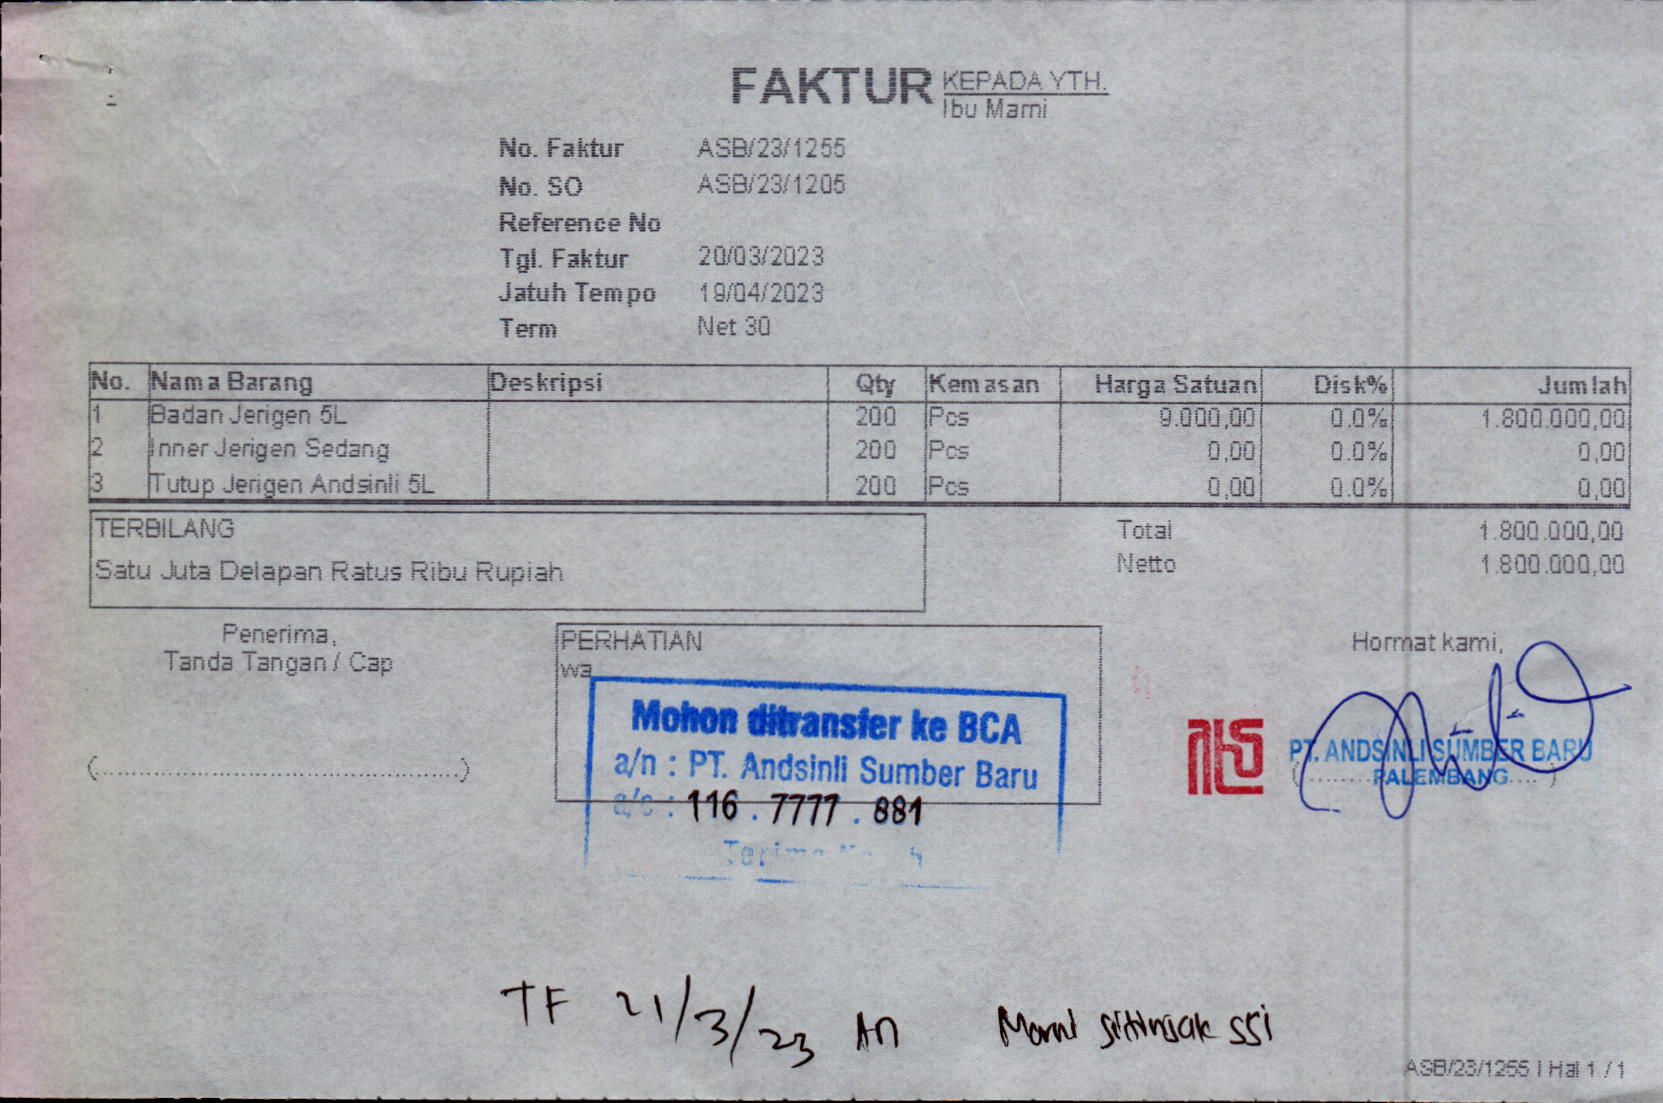 FAKTUR KEPADA YTH.
Ibu Marni
No. Faktur ASB/23/1255
No. SO ASB/23/1205
Reference No
Tgl. Faktur 20/03/2023
Jatuh Tempo 19/04/2023
Term Net 30
No. Nama Barang Deskripsi Qty Kemasan Harga Satuan Disk% Jumlah
1 Badan Jerigen 5L 200 Pcs 9.000,00 0.0% 1.800.000,00
2 Inner Jerigen Sedang 200 Pcs 0,00 0.0% 0,00
3 Tutup Jerigen Andsinli 5L 200 Pcs 0,00 0.0% 0,00
TERBILANG Total 1.800.000,00
Satu Juta Delapan Ratus Ribu Rupiah Netto 1.800.000,00
Penerima, PERHATIAN Hormat kami,
Tanda Tangan / Cap wa
Mohon ditransfer ke BCA
a/n : PT. Andsinli Sumber Baru
a/c : 116 . 7777 . 881
PT. ANDSINLI SUMBER BARU
PALEMBANG
TF 21/3/23 An Marni
SSI
ASB/23/1255 | Hal 1 / 1